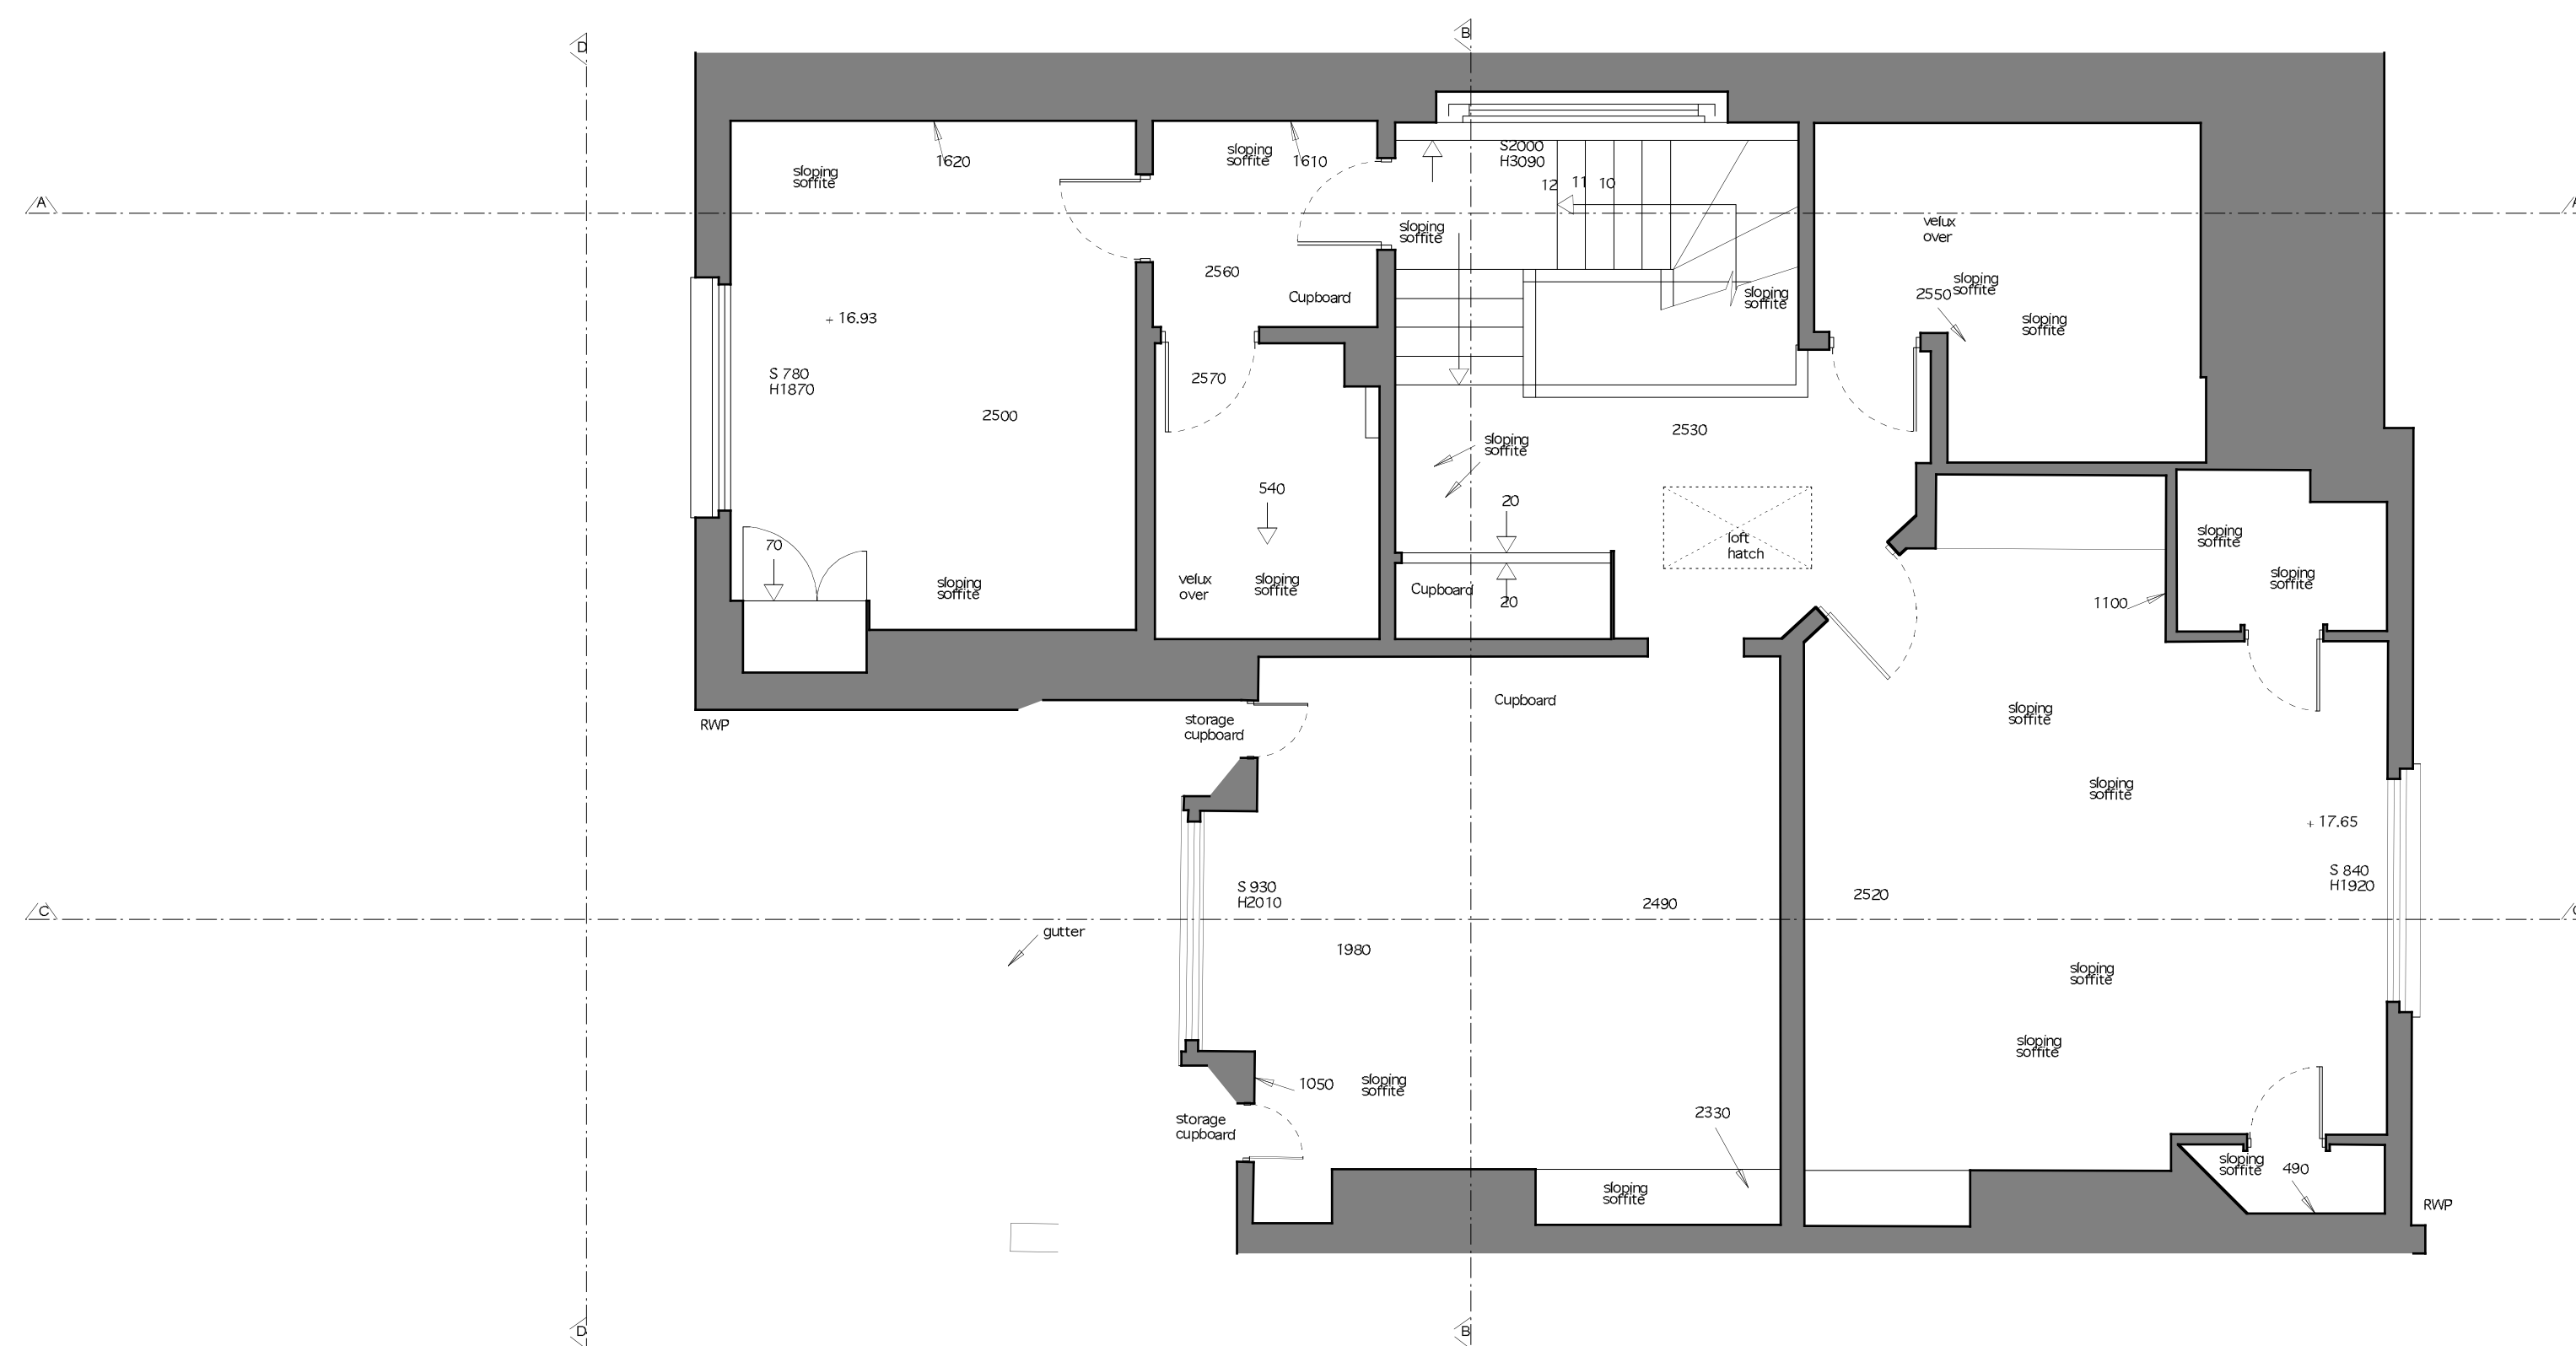 D
B
S2000
H3090
sloping
soffite
1610
1620
sloping
soffite
12
11
10
A
A
velux
over
sloping
soffite
2560
sloping
soffite
2550
Cupboard
sloping
soffite
+ 16.93
sloping
soffite
S 780
H1870
2570
2500
2530
sloping
soffite
540
20
70
loft
hatch
sloping
soffite
sloping
soffite
velux
over
sloping
soffite
sloping
soffite
Cupboard
20
1100
Cupboard
RWP
storage
cupboard
sloping
soffite
sloping
soffite
+ 17.65
S 840
H1920
S 930
H2010
2490
2520
C
C
gutter
1980
sloping
soffite
sloping
soffite
1050
sloping
soffite
storage
cupboard
2330
sloping
soffite
490
sloping
soffite
RWP
D
B